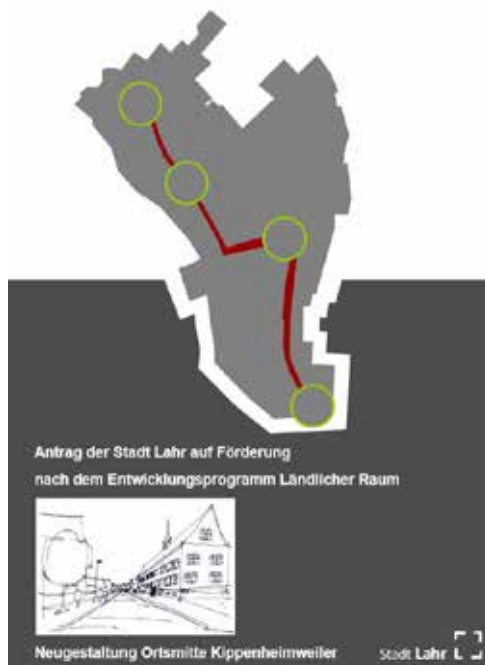 Antrag der Stadt Lahr auf Förderung
nach dem Entwicklungsprogramm Ländlicher Raum
Neugestaltung Ortsmitte Kippenheimweiler
Stadt Lahr